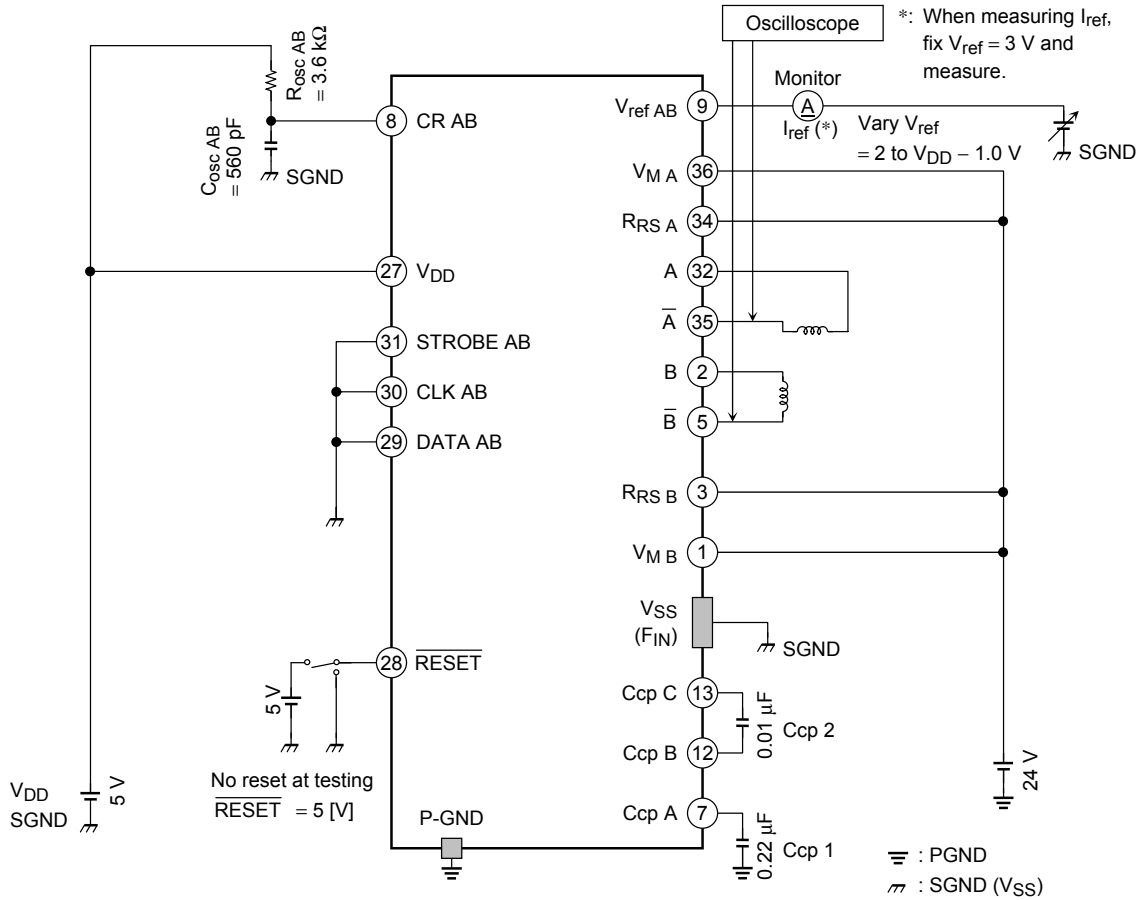 Oscilloscope
*: When measuring Iref,
fix Vref = 3 V and
measure.
Rosc AB
= 3.6 kΩ
Cosc AB
= 560 pF
SGND
8 CR AB
Vref AB 9
Monitor
A
Iref (*)
Vary Vref
= 2 to VDD − 1.0 V
SGND
VM A 36
RRS A 34
27 VDD
A 32
A̅ 35
31 STROBE AB
30 CLK AB
29 DATA AB
B 2
B̅ 5
RRS B 3
VM B 1
VSS
(FIN)
SGND
28 R̅E̅S̅E̅T̅
5 V
No reset at testing
R̅E̅S̅E̅T̅ = 5 [V]
VDD
SGND
5 V
P-GND
Ccp C 13
Ccp B 12
0.01 µF
Ccp 2
Ccp A 7
0.22 µF
Ccp 1
24 V
: PGND
: SGND (VSS)